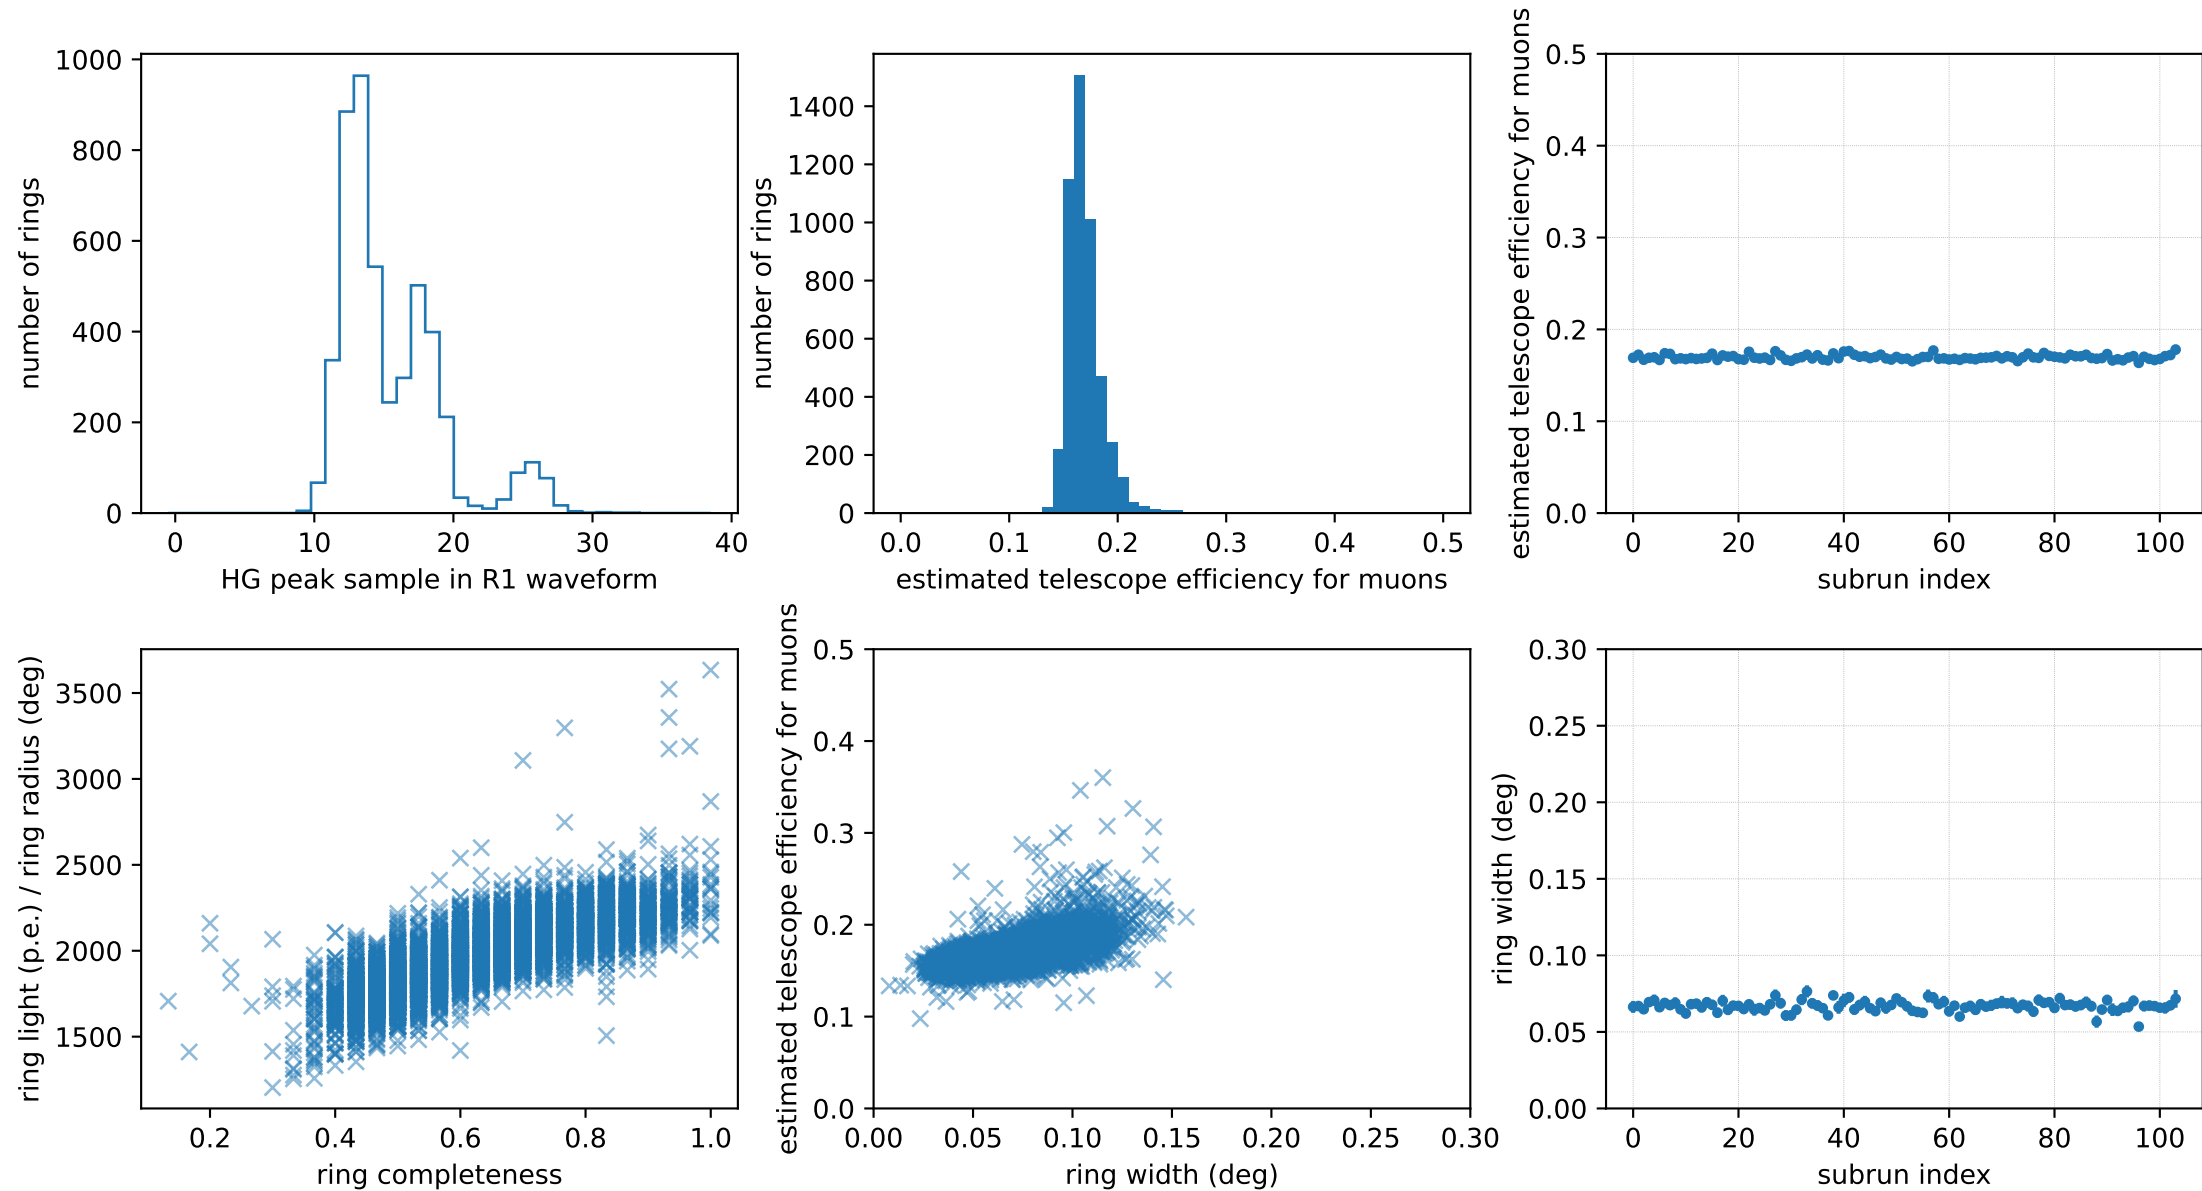 1000
800
600
400
200
0
number of rings
0 10 20 30 40
HG peak sample in R1 waveform
1400
1200
1000
800
600
400
200
0
number of rings
0.0 0.1 0.2 0.3 0.4 0.5
estimated telescope efficiency for muons
0.5
0.4
0.3
0.2
0.1
0.0
estimated telescope efficiency for muons
0 20 40 60 80 100
subrun index
3500
3000
2500
2000
1500
ring light (p.e.) / ring radius (deg)
0.2 0.4 0.6 0.8 1.0
ring completeness
0.5
0.4
0.3
0.2
0.1
0.0
estimated telescope efficiency for muons
0.00 0.05 0.10 0.15 0.20 0.25 0.30
ring width (deg)
0.30
0.25
0.20
0.15
0.10
0.05
0.00
ring width (deg)
0 20 40 60 80 100
subrun index